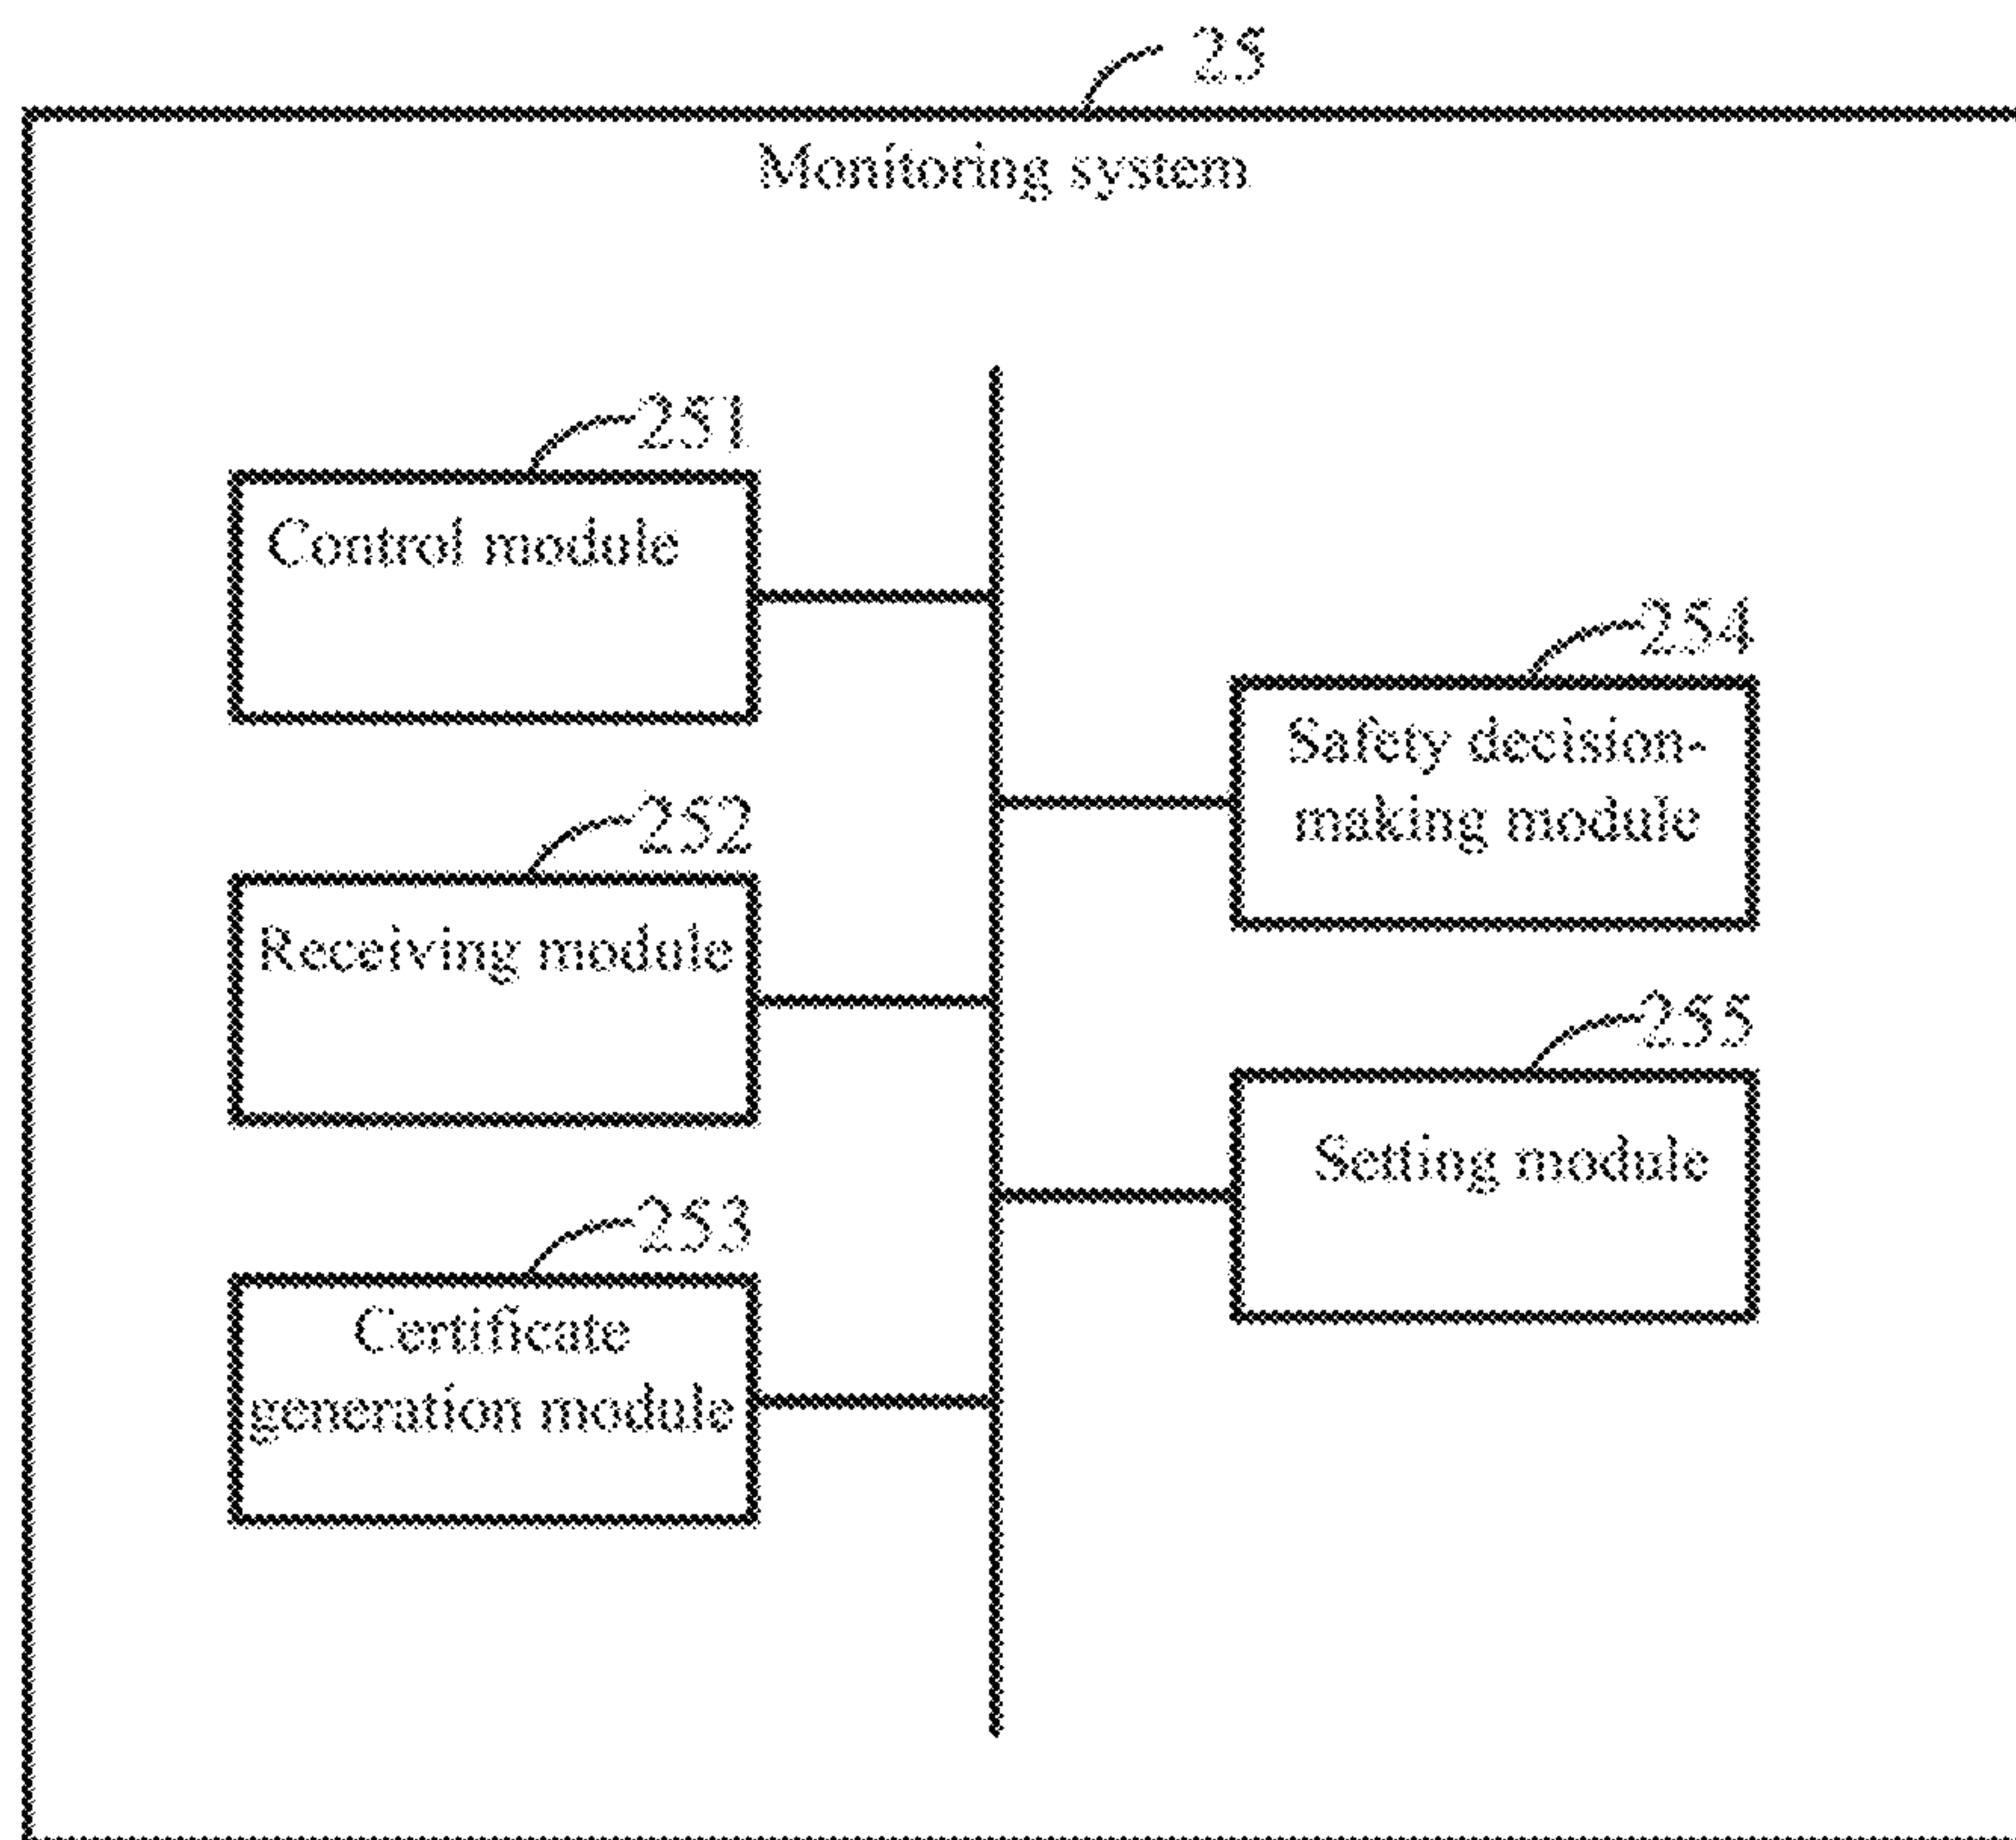 25
Monitoring system
251
Control module
252
Receiving module
253
Certificate
generation module
254
Safety decision-
making module
255
Setting module